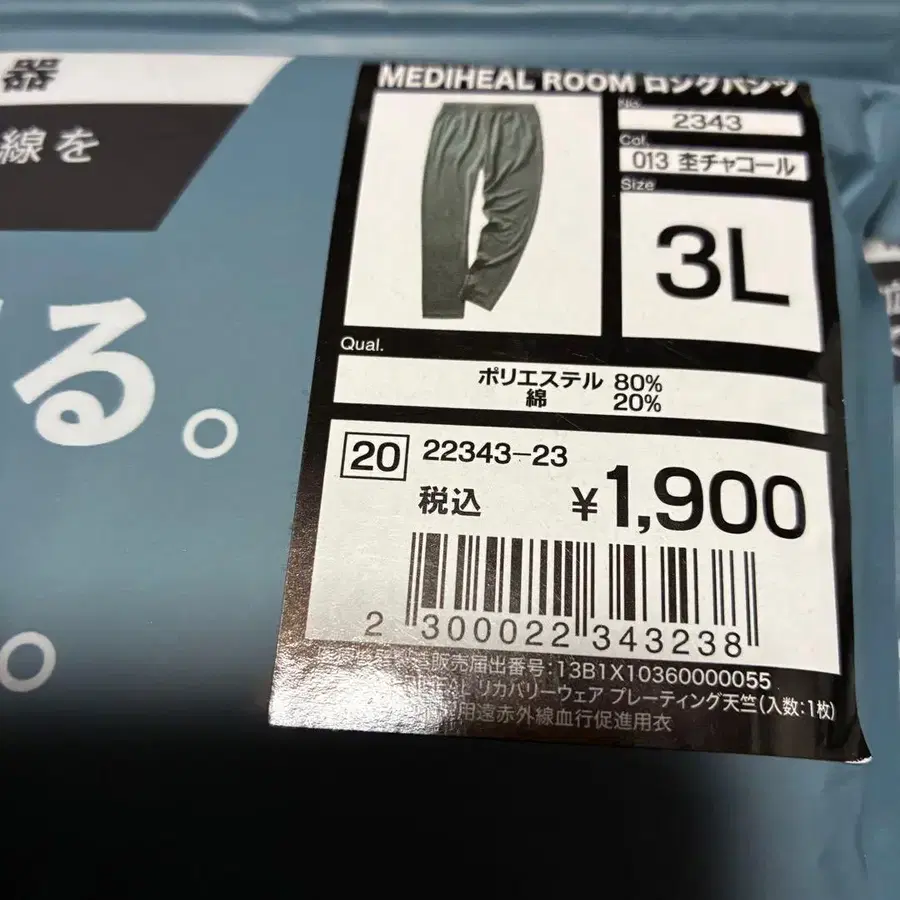 器
線を
る。
MEDIHEAL ROOM ロングパンツ
No.
2343
Col.
013 杢チャコール
Size
3L
Qual.
ポリエステル 80%
綿 20%
20 22343-23
税込 ¥1,900
2 300022 343238
販売届出番号:13B1X10360000055
リカバリーウェア プレーティング天竺(入数:1枚)
用遠赤外線血行促進用衣